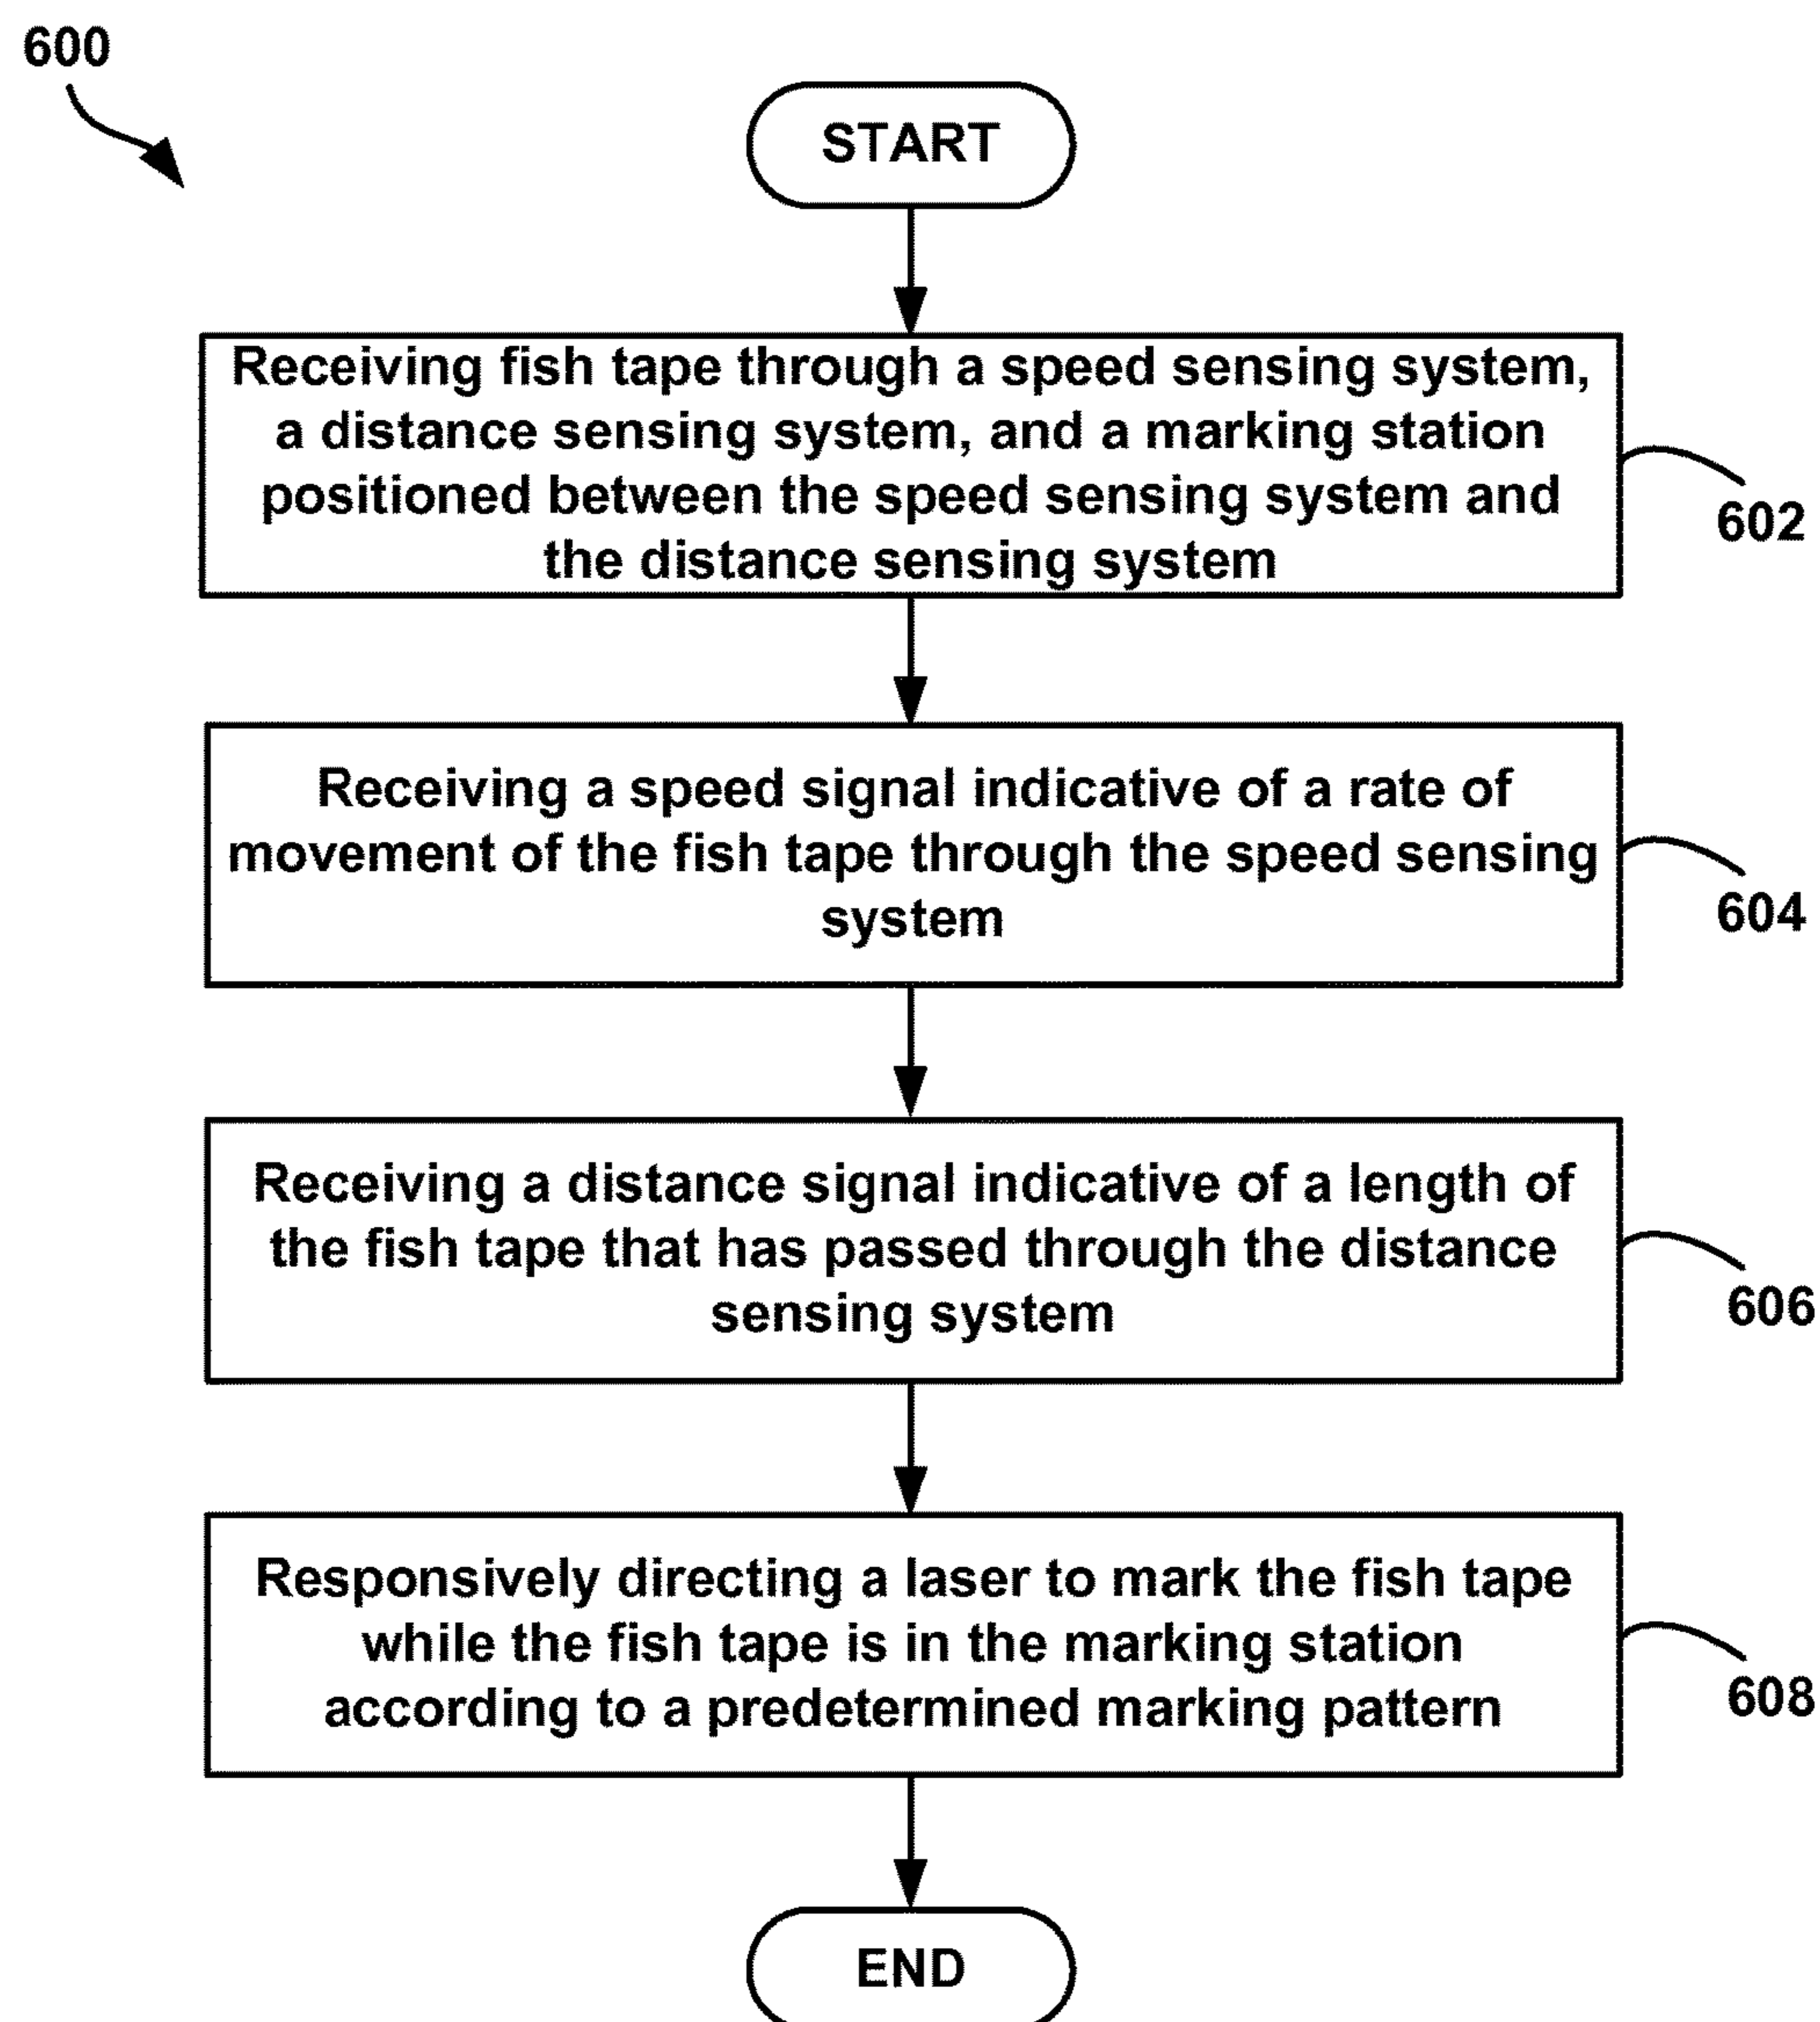 600
START
Receiving fish tape through a speed sensing system,
a distance sensing system, and a marking station
positioned between the speed sensing system and
the distance sensing system
602
Receiving a speed signal indicative of a rate of
movement of the fish tape through the speed sensing
system
604
Receiving a distance signal indicative of a length of
the fish tape that has passed through the distance
sensing system
606
Responsively directing a laser to mark the fish tape
while the fish tape is in the marking station
according to a predetermined marking pattern
608
END